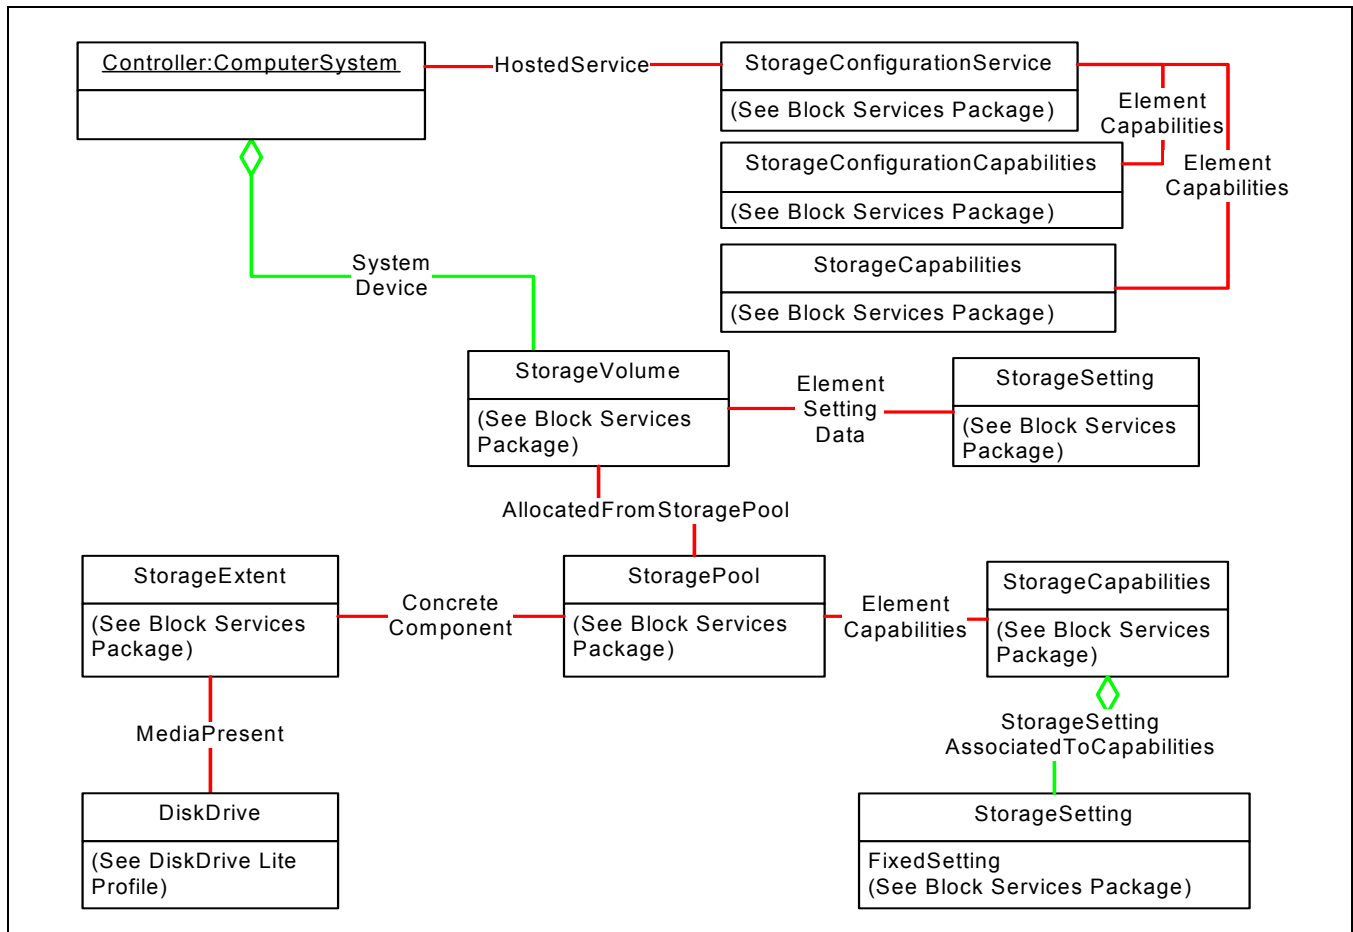 Controller:ComputerSystem
HostedService
StorageConfigurationService
(See Block Services Package)
Element
Capabilities
StorageConfigurationCapabilities
(See Block Services Package)
Element
Capabilities
StorageCapabilities
(See Block Services Package)
System
Device
StorageVolume
(See Block Services
Package)
Element
Setting
Data
StorageSetting
(See Block Services
Package)
AllocatedFromStoragePool
StorageExtent
(See Block Services
Package)
Concrete
Component
StoragePool
(See Block Services
Package)
Element
Capabilities
StorageCapabilities
(See Block Services
Package)
MediaPresent
StorageSetting
AssociatedToCapabilities
DiskDrive
(See DiskDrive Lite
Profile)
StorageSetting
FixedSetting
(See Block Services Package)